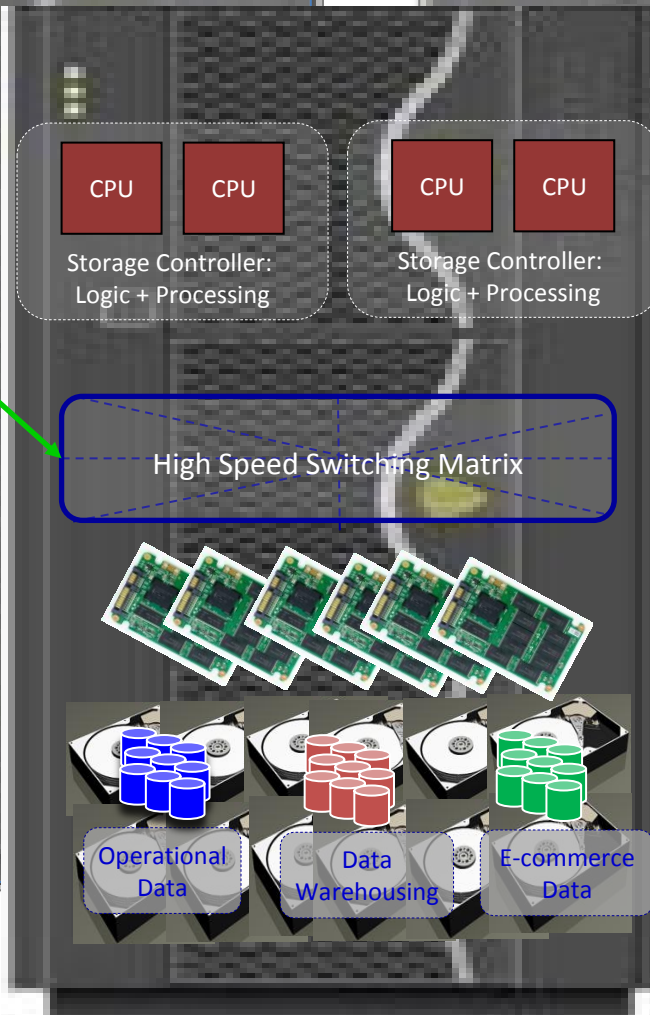 CPU
CPU
CPU
CPU
Storage Controller:
Logic + Processing
Storage Controller:
Logic + Processing
High Speed Switching Matrix
Operational
Data
Data
Warehousing
E-commerce
Data